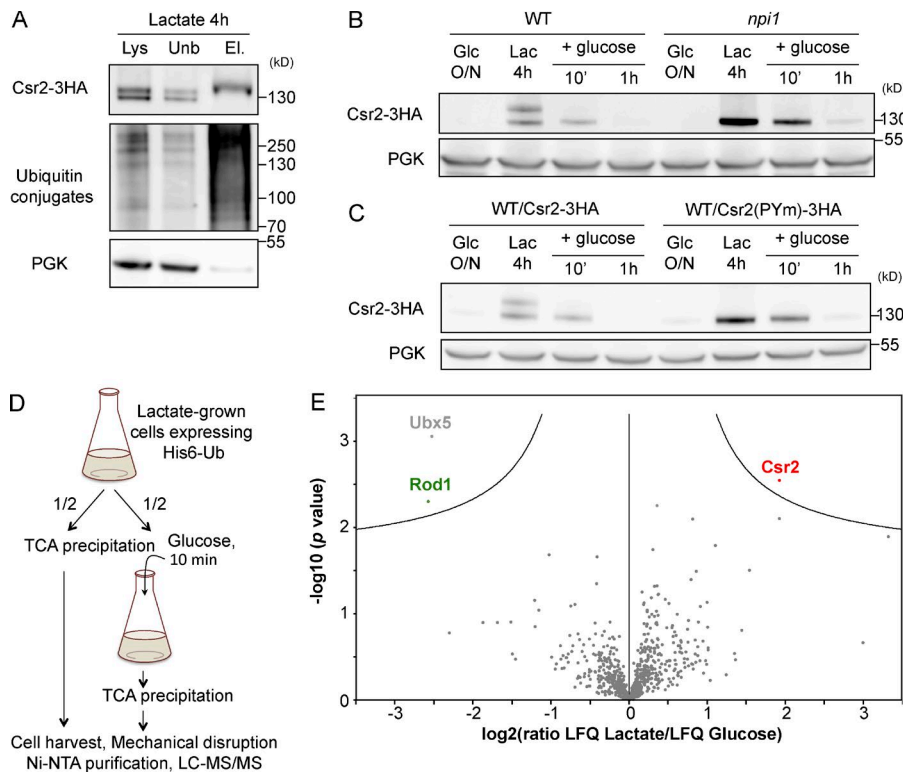 A
Lactate 4h
Lys Unb El.
(kD)
Csr2-3HA
130
Ubiquitin
conjugates
250
130
100
70
55
PGK
B
WT npi1
Glc
O/N
Lac
4h
+ glucose
10' 1h
Glc
O/N
Lac
4h
+ glucose
10' 1h
(kD)
Csr2-3HA
130
55
PGK
C
WT/Csr2-3HA WT/Csr2(PYm)-3HA
Glc
O/N
Lac
4h
+ glucose
10' 1h
Glc
O/N
Lac
4h
+ glucose
10' 1h
(kD)
Csr2-3HA
130
55
PGK
D
Lactate-grown
cells expressing
His6-Ub
1/2 1/2
TCA precipitation
Glucose,
10 min
TCA precipitation
Cell harvest, Mechanical disruption
Ni-NTA purification, LC-MS/MS
E
Ubx5
Rod1
Csr2
-log10 (p value)
3
2
1
0
-3 -2 -1 0 1 2 3
log2(ratio LFQ Lactate/LFQ Glucose)